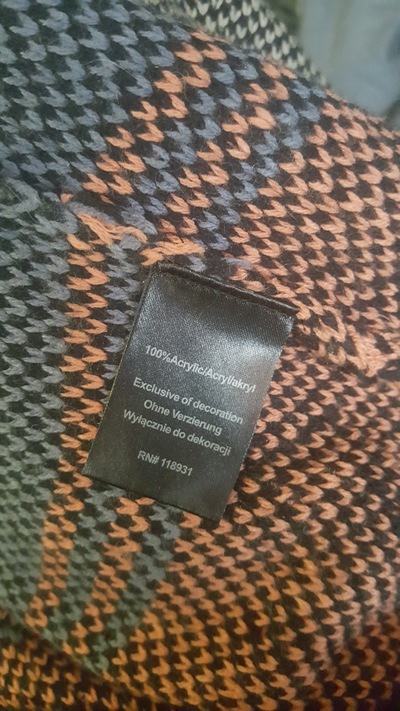 100%Acrylic/Acryl/akryl
Exclusive of decoration
Ohne Verzierung
Wyłącznie do dekoracji
RN# 118931